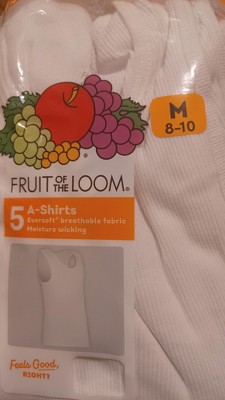 M
8-10
FRUIT OF THE LOOM®
5 A-Shirts
Eversoft® breathable fabric
Moisture wicking
Feels Good,
RIGHT?